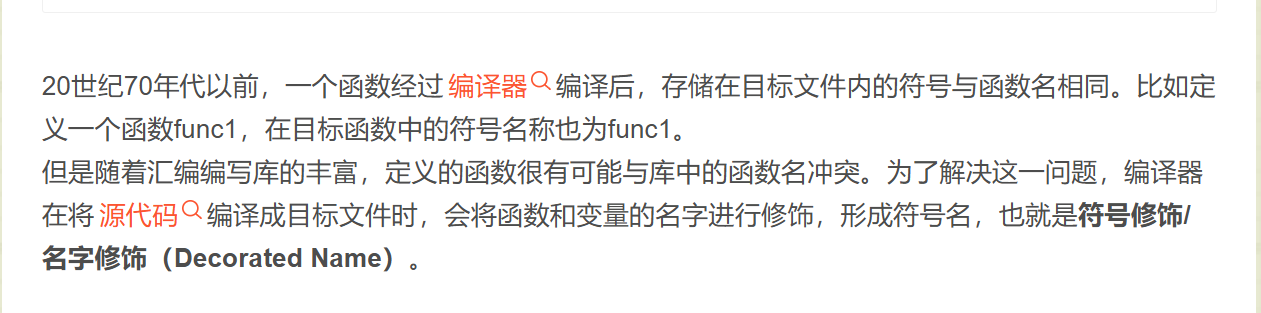 20世纪70年代以前，一个函数经过 编译器 编译后，存储在目标文件内的符号与函数名相同。比如定
义一个函数func1，在目标函数中的符号名称也为func1。
但是随着汇编编写库的丰富，定义的函数很有可能与库中的函数名冲突。为了解决这一问题，编译器
在将 源代码 编译成目标文件时，会将函数和变量的名字进行修饰，形成符号名，也就是符号修饰/
名字修饰（Decorated Name）。